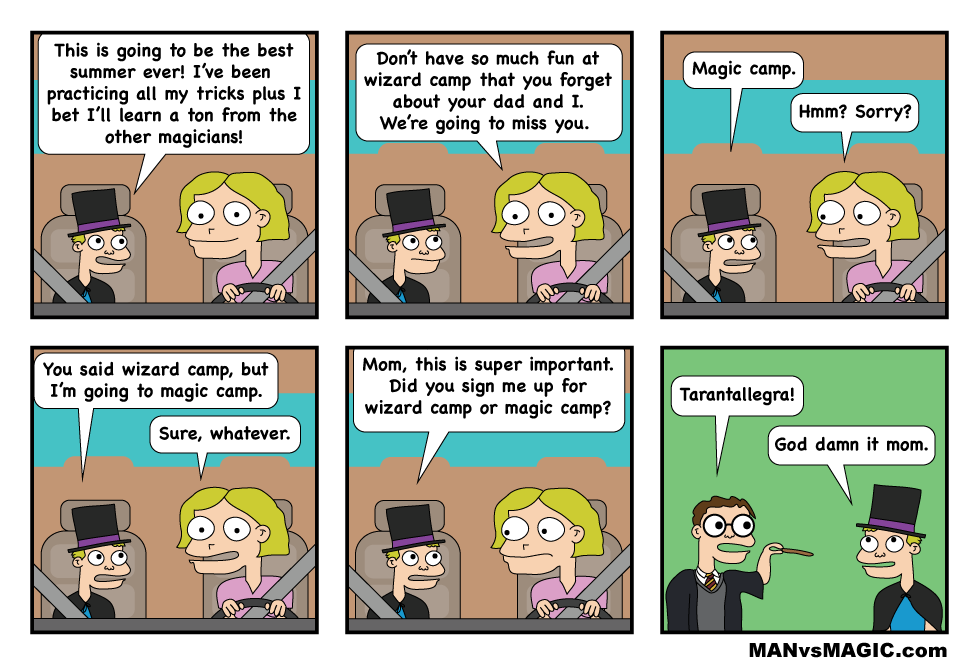 This is going to be the best
summer ever! I've been
practicing all my tricks plus I
bet I'll learn a ton from the
other magicians!
Don't have so much fun at
wizard camp that you forget
about your dad and I.
We're going to miss you.
Magic camp.
Hmm? Sorry?
You said wizard camp, but
I'm going to magic camp.
Sure, whatever.
Mom, this is super important.
Did you sign me up for
wizard camp or magic camp?
Tarantallegra!
God damn it mom.
MANvsMAGIC.com